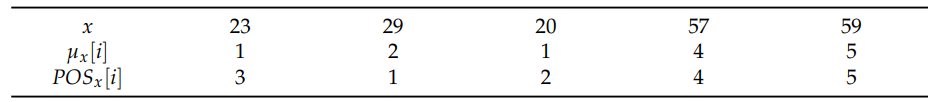 x 23 29 20 57 59
μx[i] 1 2 1 4 5
POSx[i] 3 1 2 4 5